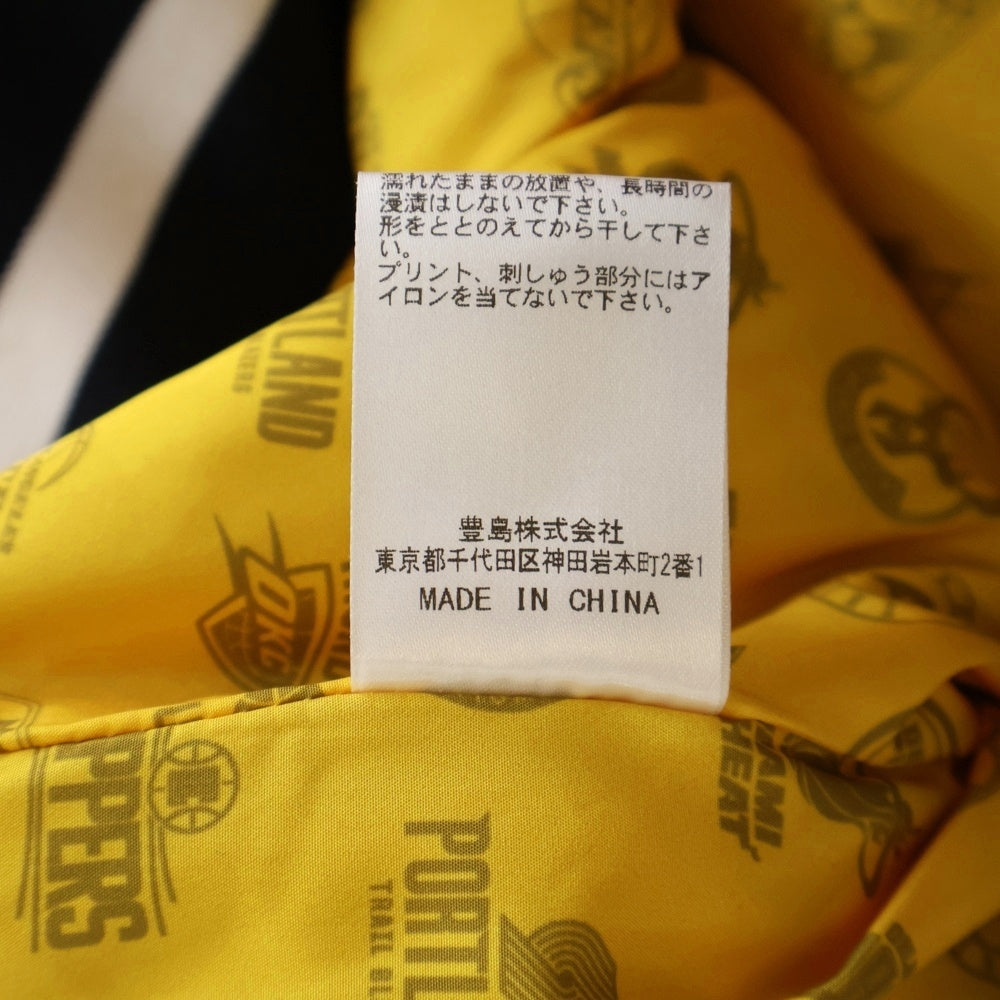 濡れたままの放置や、長時間の
浸漬はしないで下さい。
形をととのえてから干して下さ
い。
プリント、刺しゅう部分にはア
イロンを当てないで下さい。
豊島株式会社
東京都千代田区神田岩本町2番1
MADE IN CHINA
TLAND
AZERS
OKC
PPERS
PORTL
TRAIL BL
MIAMI
HEAT